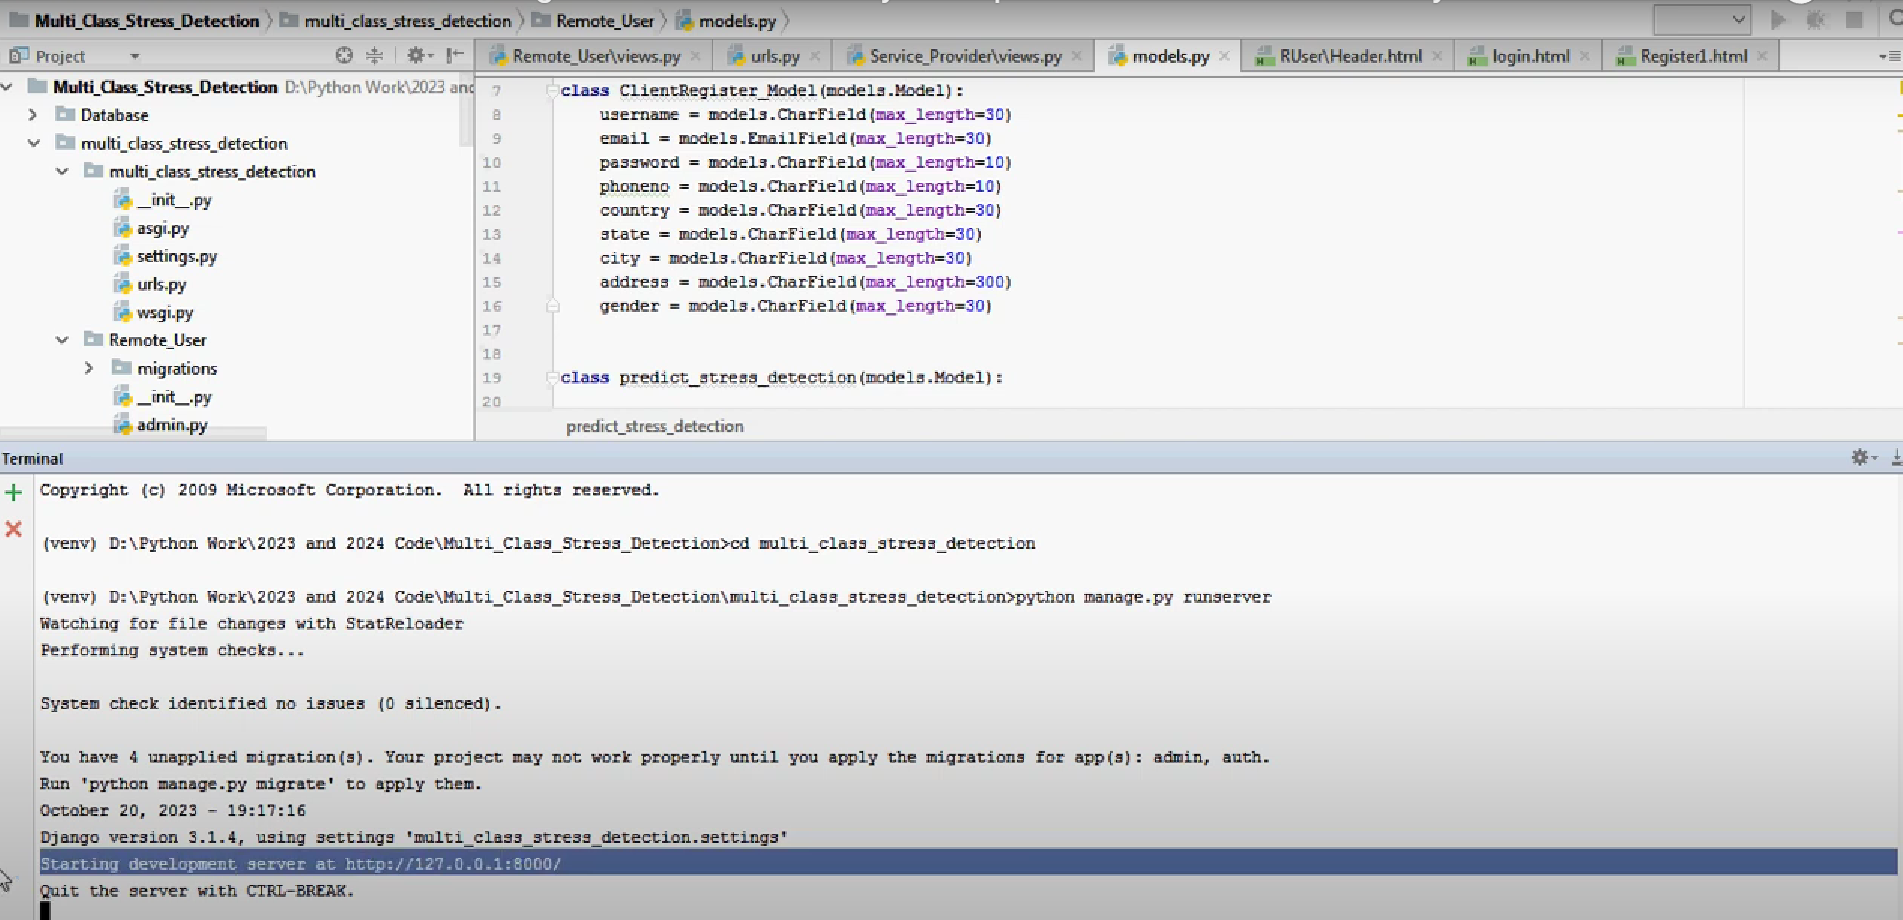 Multi_Class_Stress_Detection multi_class_stress_detection Remote_User models.py
Project
Remote_User\views.py urls.py Service_Provider\views.py models.py RUser\Header.html login.html Register1.html
Multi_Class_Stress_Detection D:\Python Work\2023 and
Database
multi_class_stress_detection
multi_class_stress_detection
__init__.py
asgi.py
settings.py
urls.py
wsgi.py
Remote_User
migrations
__init__.py
admin.py
7 class ClientRegister_Model(models.Model):
8 username = models.CharField(max_length=30)
9 email = models.EmailField(max_length=30)
10 password = models.CharField(max_length=10)
11 phoneno = models.CharField(max_length=10)
12 country = models.CharField(max_length=30)
13 state = models.CharField(max_length=30)
14 city = models.CharField(max_length=30)
15 address = models.CharField(max_length=300)
16 gender = models.CharField(max_length=30)
17
18
19 class predict_stress_detection(models.Model):
20
predict_stress_detection
Terminal
Copyright (c) 2009 Microsoft Corporation.  All rights reserved.
(venv) D:\Python Work\2023 and 2024 Code\Multi_Class_Stress_Detection>cd multi_class_stress_detection
(venv) D:\Python Work\2023 and 2024 Code\Multi_Class_Stress_Detection\multi_class_stress_detection>python manage.py runserver
Watching for file changes with StatReloader
Performing system checks...
System check identified no issues (0 silenced).
You have 4 unapplied migration(s). Your project may not work properly until you apply the migrations for app(s): admin, auth.
Run 'python manage.py migrate' to apply them.
October 20, 2023 - 19:17:16
Django version 3.1.4, using settings 'multi_class_stress_detection.settings'
Starting development server at http://127.0.0.1:8000/
Quit the server with CTRL-BREAK.